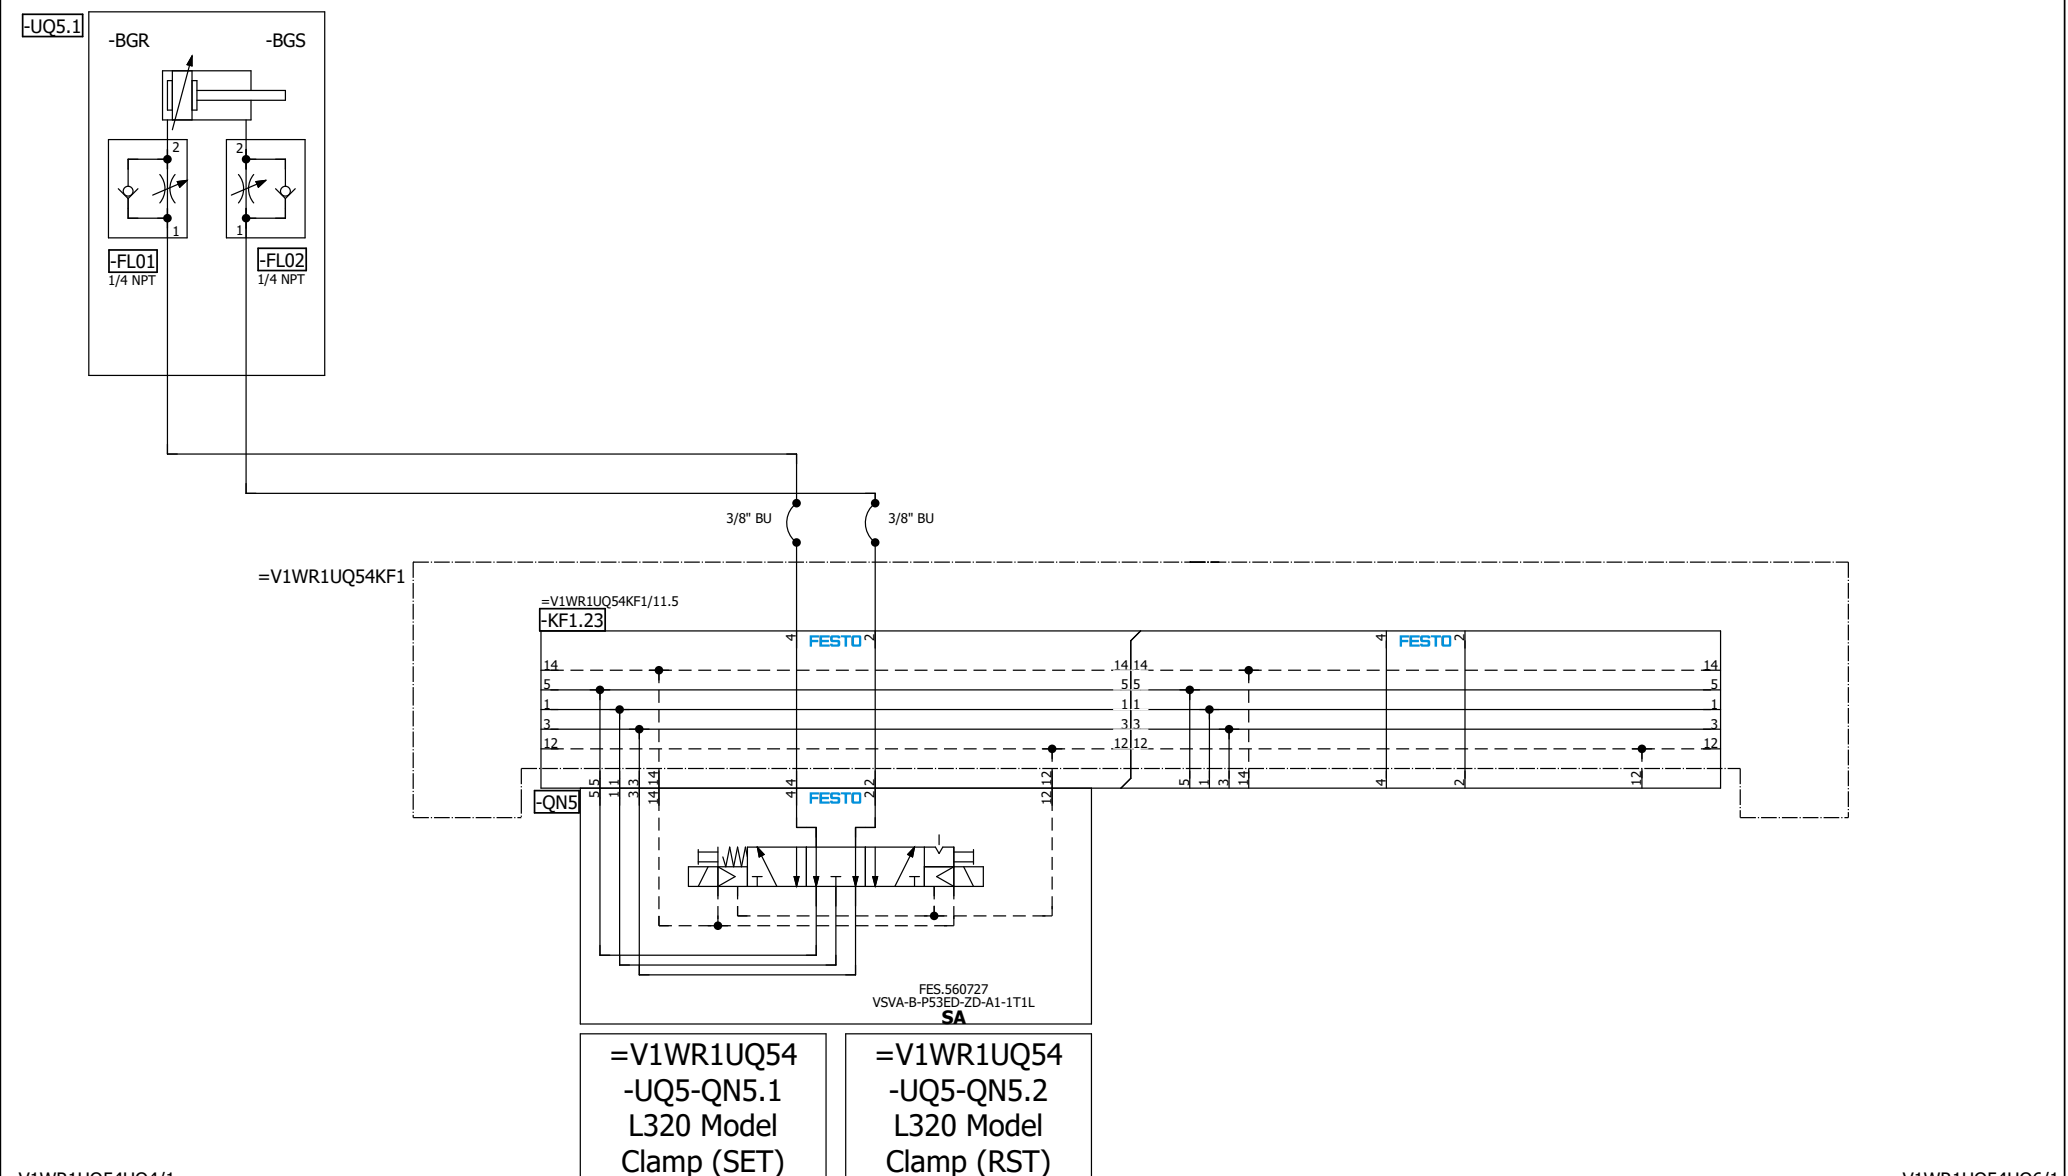 -UQ5.1
-BGR
-BGS
2
2
1
1
-FL01
1/4 NPT
-FL02
1/4 NPT
3/8" BU
3/8" BU
=V1WR1UQ54KF1
=V1WR1UQ54KF1/11.5
-KF1.23
4
FESTO
2
4
FESTO
2
14
14 14
14
5
5 5
5
1
1 1
1
3
3 3
3
12
12 12
12
5 5
1 1
3 3
14 14
4 4
2 2
12 12
5
1
3
14
4
2
12
-QN5
FESTO
FES.560727
VSVA-B-P53ED-ZD-A1-1T1L
SA
=V1WR1UQ54
-UQ5-QN5.1
L320 Model
Clamp (SET)
=V1WR1UQ54
-UQ5-QN5.2
L320 Model
Clamp (RST)